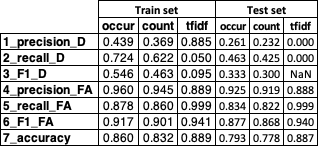 Train set Test set
occur count tfidf occur count tfidf
1_precision_D 0.439 0.369 0.885 0.261 0.232 0.000
2_recall_D 0.724 0.622 0.050 0.463 0.425 0.000
3_F1_D 0.546 0.463 0.095 0.333 0.300 NaN
4_precision_FA 0.960 0.945 0.889 0.925 0.919 0.888
5_recall_FA 0.878 0.860 0.999 0.834 0.822 0.999
6_F1_FA 0.917 0.901 0.941 0.877 0.868 0.940
7_accuracy 0.860 0.832 0.889 0.793 0.778 0.887